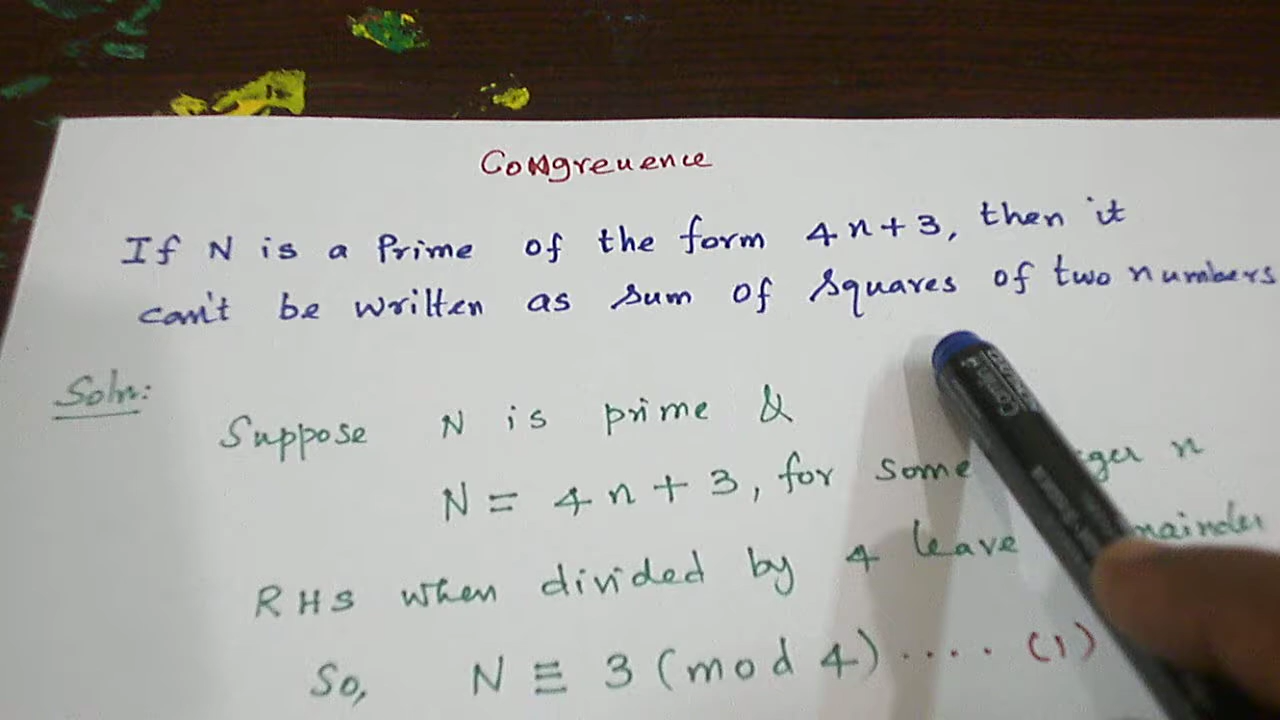 Congreuence
If N is a Prime of the form 4n+3, then it
can't be written as sum of squares of two numbers
Soln:
Suppose N is prime &
N = 4n+3, for some n
RHS when divided by 4 leave
So, N ≡ 3 (mod 4) .... (1)